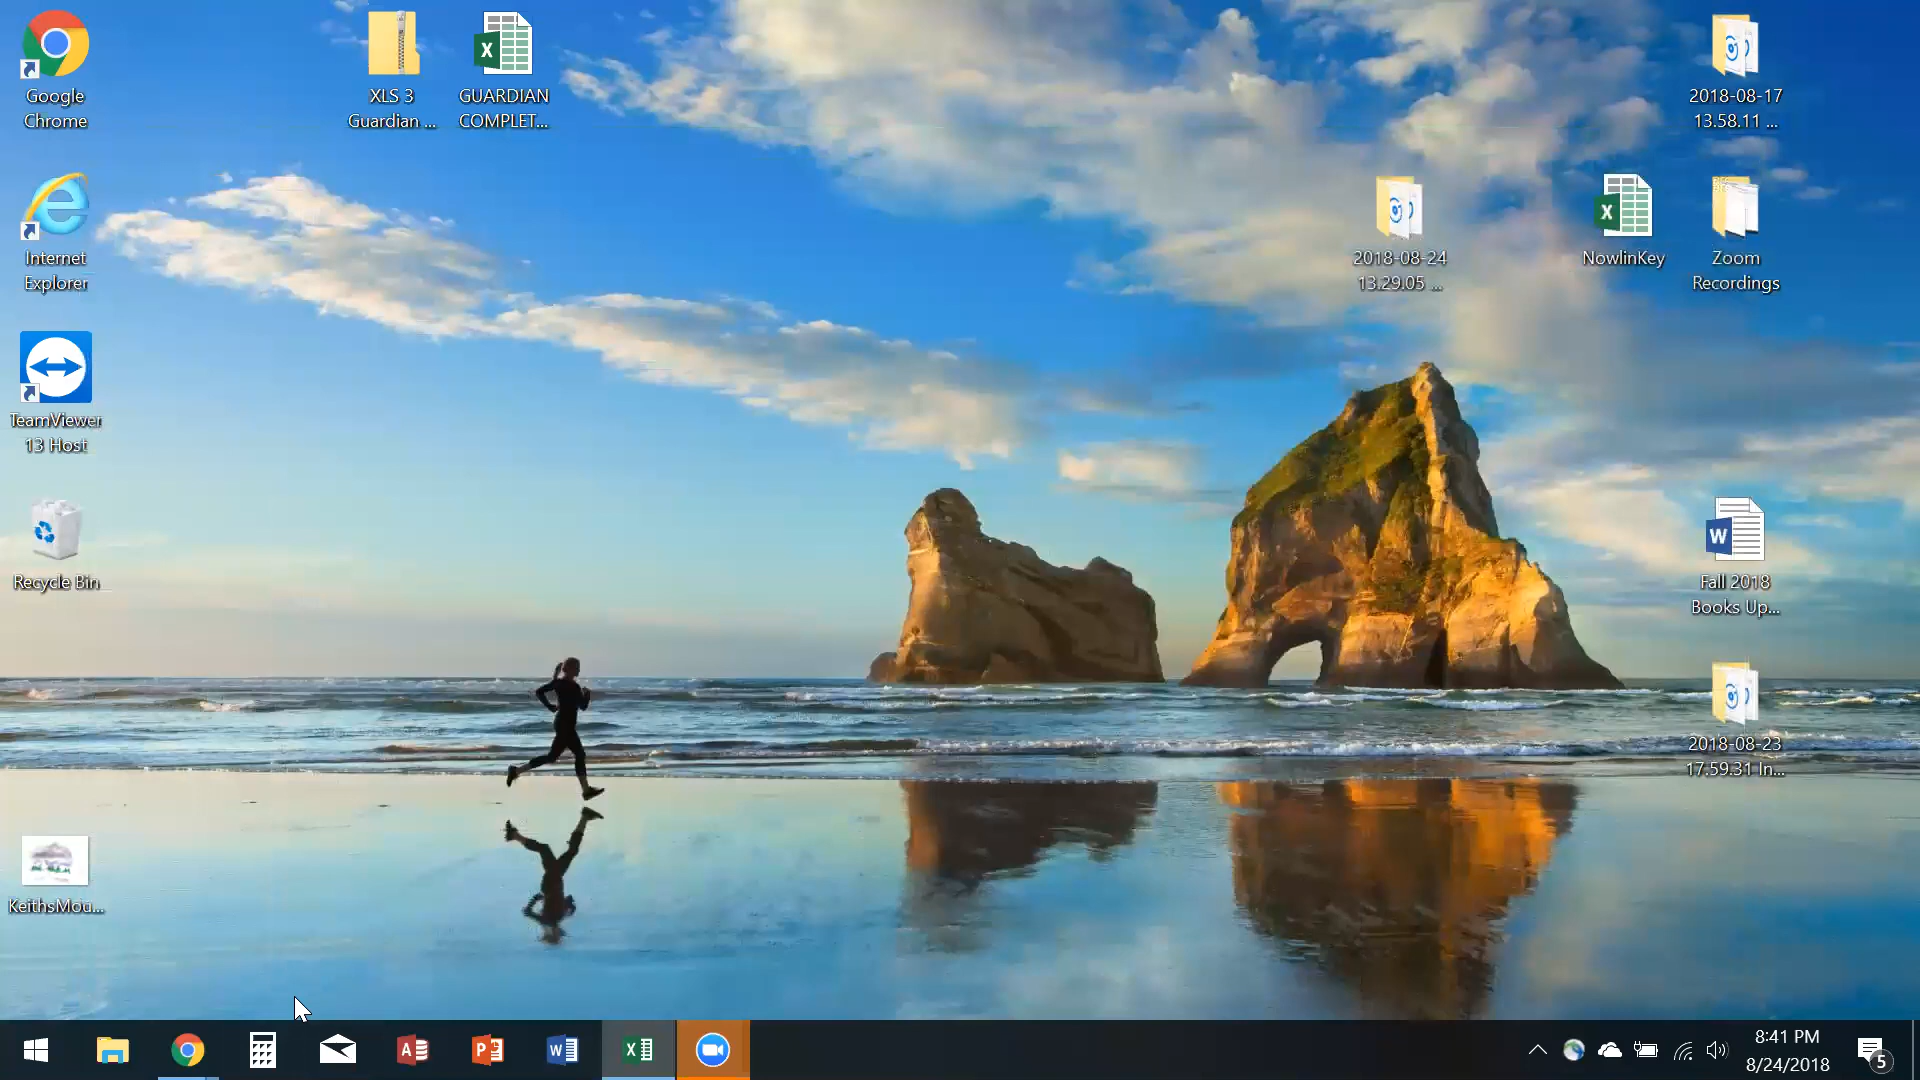 Google
Chrome
XLS 3
Guardian ...
GUARDIAN
COMPLET...
2018-08-17
13.58.11 ...
Internet
Explorer
2018-08-24
13.29.05 ...
NowlinKey
Zoom
Recordings
TeamViewer
13 Host
Recycle Bin
Fall 2018
Books Up...
2018-08-23
17.59.31 In...
KeithsMou...
8:41 PM
8/24/2018
5